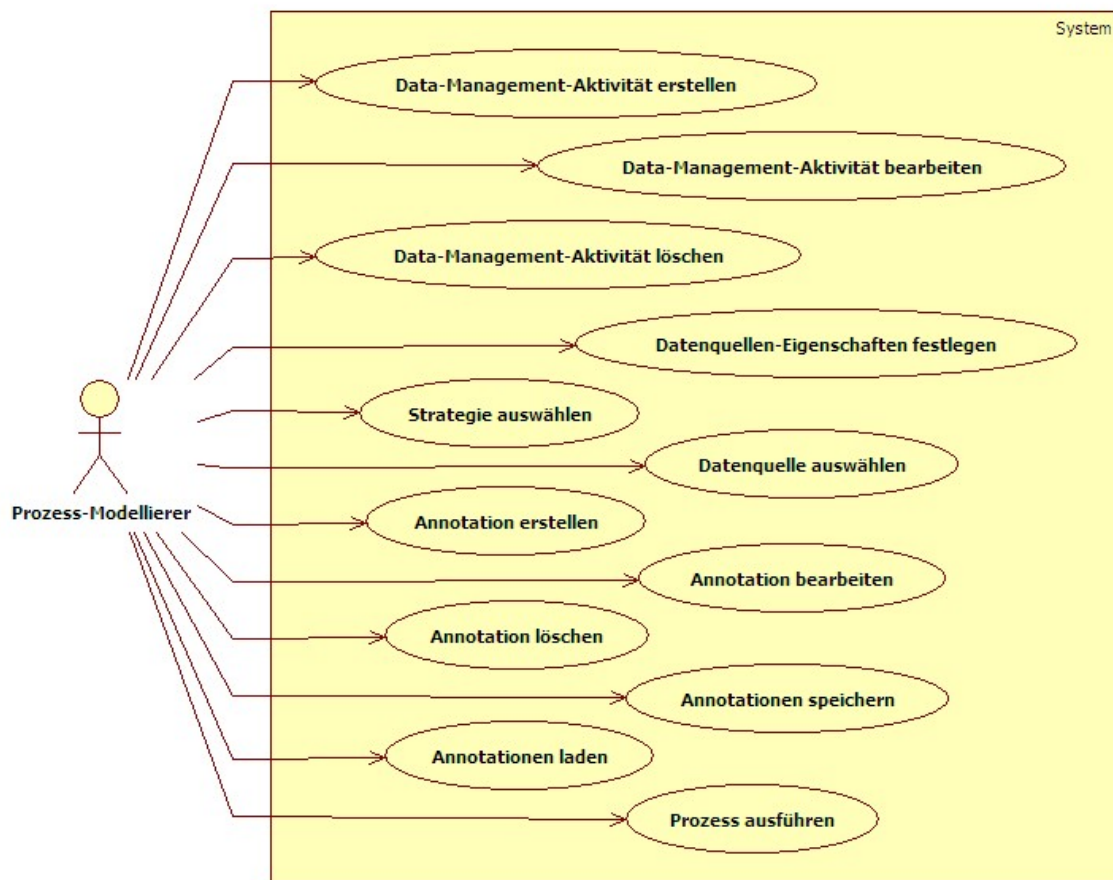 System
Data-Management-Aktivität erstellen
Data-Management-Aktivität bearbeiten
Data-Management-Aktivität löschen
Datenquellen-Eigenschaften festlegen
Strategie auswählen
Datenquelle auswählen
Prozess-Modellierer
Annotation erstellen
Annotation bearbeiten
Annotation löschen
Annotationen speichern
Annotationen laden
Prozess ausführen